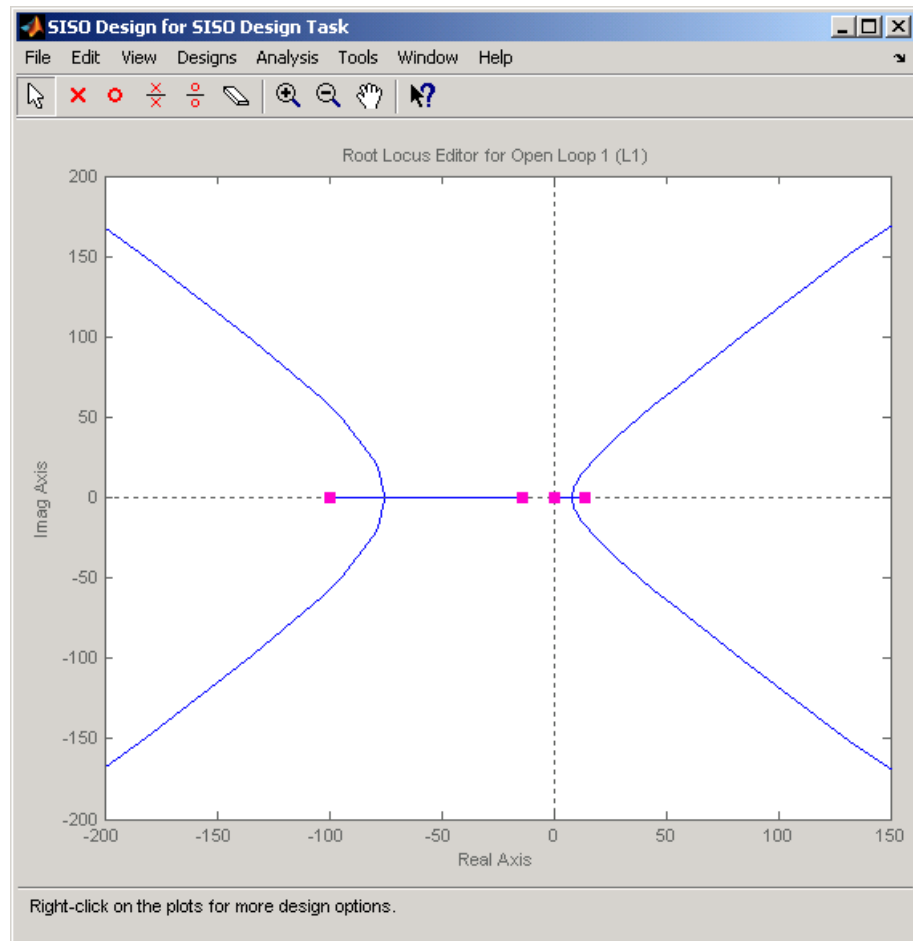 SISO Design for SISO Design Task
File Edit View Designs Analysis Tools Window Help
Root Locus Editor for Open Loop 1 (L1)
200
150
100
50
0
-50
-100
-150
-200
Imag Axis
-200 -150 -100 -50 0 50 100 150
Real Axis
Right-click on the plots for more design options.